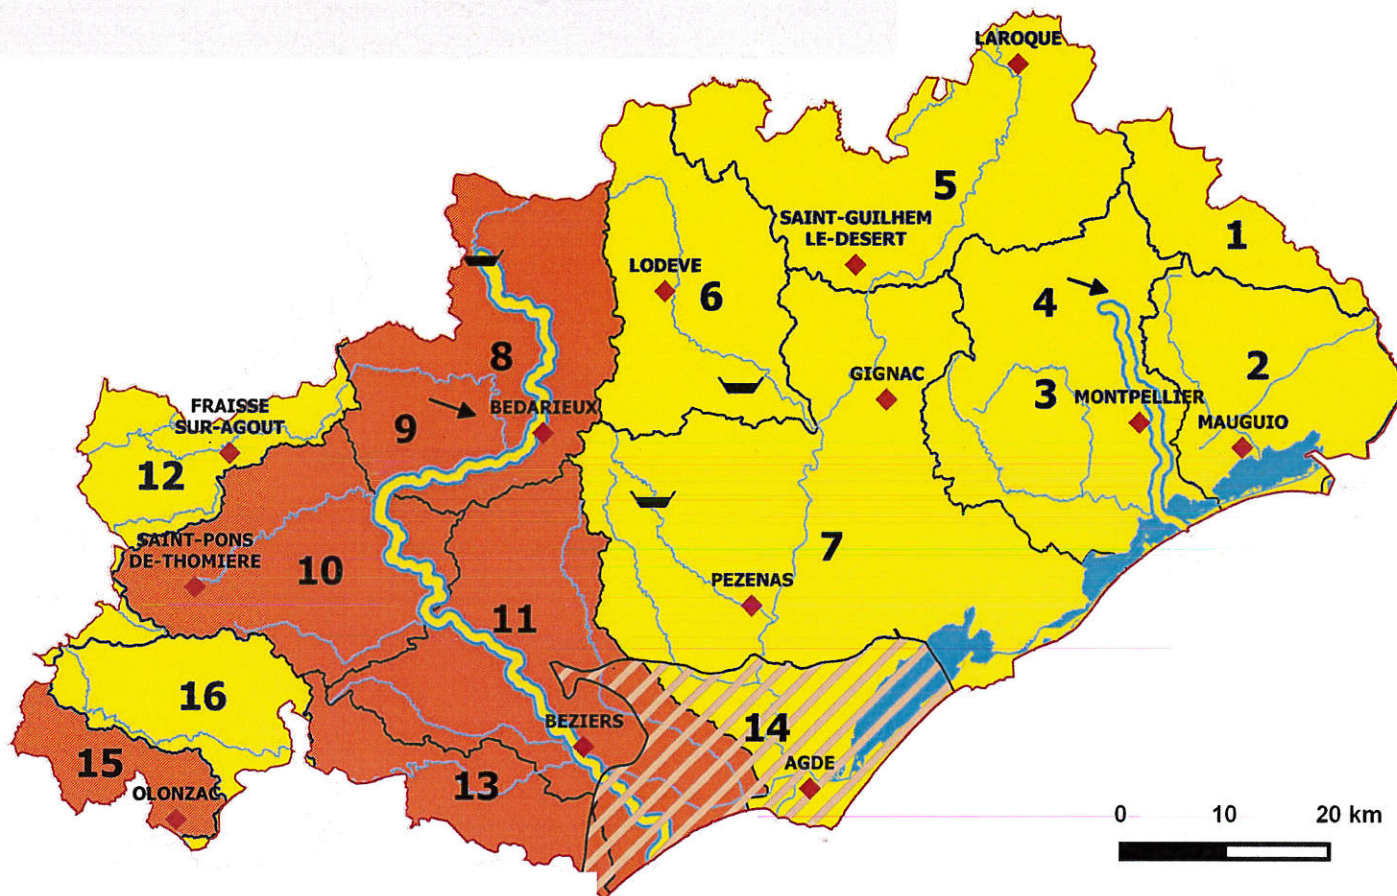 LAROQUE
5
SAINT-GUILHEM
LE-DESERT
1
LODEVE
6
4
8
2
GIGNAC
3
MONTPELLIER
FRAISSE
SUR-AGOUT
9
BEDARIEUX
MAUGUIO
12
SAINT-PONS
DE-THOMIERE
10
7
PEZENAS
11
16
BEZIERS
14
15
AGDE
13
OLONZAC
0 10 20 km